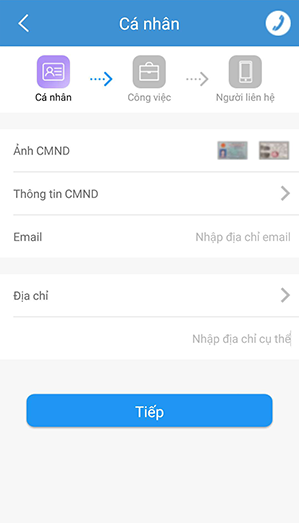 Cá nhân
Cá nhân
Công việc
Người liên hệ
Ảnh CMND
Thông tin CMND
Email
Nhập địa chỉ email
Địa chỉ
Nhập địa chỉ cụ thể
Tiếp